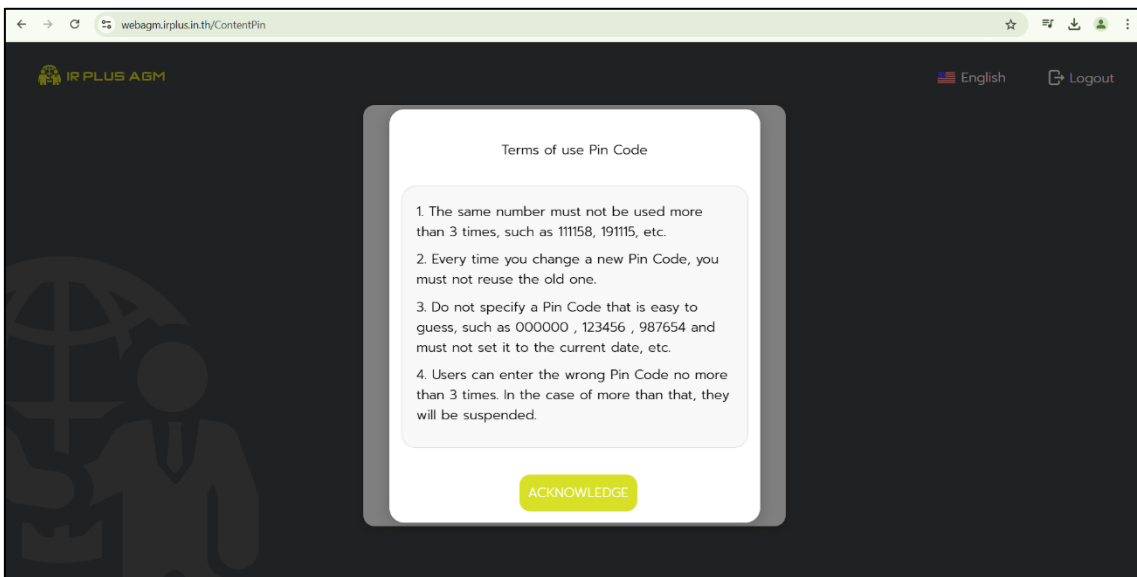 webagm.irplus.in.th/ContentPin
IR PLUS AGM
English
Logout
Terms of use Pin Code
1. The same number must not be used more
than 3 times, such as 111158, 191115, etc.
2. Every time you change a new Pin Code, you
must not reuse the old one.
3. Do not specify a Pin Code that is easy to
guess, such as 000000 , 123456 , 987654 and
must not set it to the current date, etc.
4. Users can enter the wrong Pin Code no more
than 3 times. In the case of more than that, they
will be suspended.
ACKNOWLEDGE